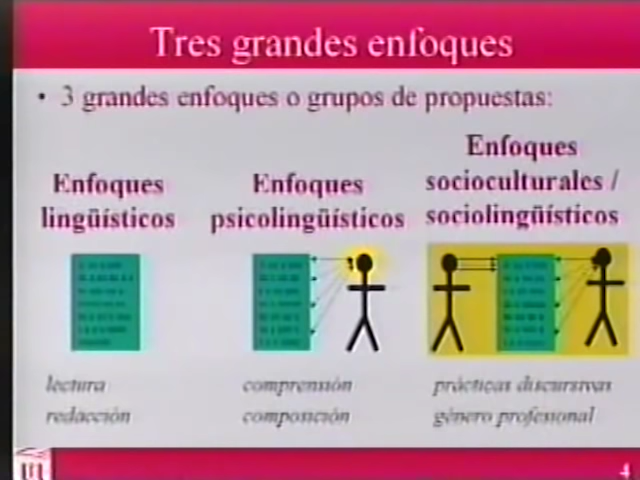 Tres grandes enfoques
• 3 grandes enfoques o grupos de propuestas:
Enfoques
lingüísticos
Enfoques
psicolingüísticos
Enfoques
socioculturales /
sociolingüísticos
lectura
redacción
comprensión
composición
prácticas discursivas
género profesional
4